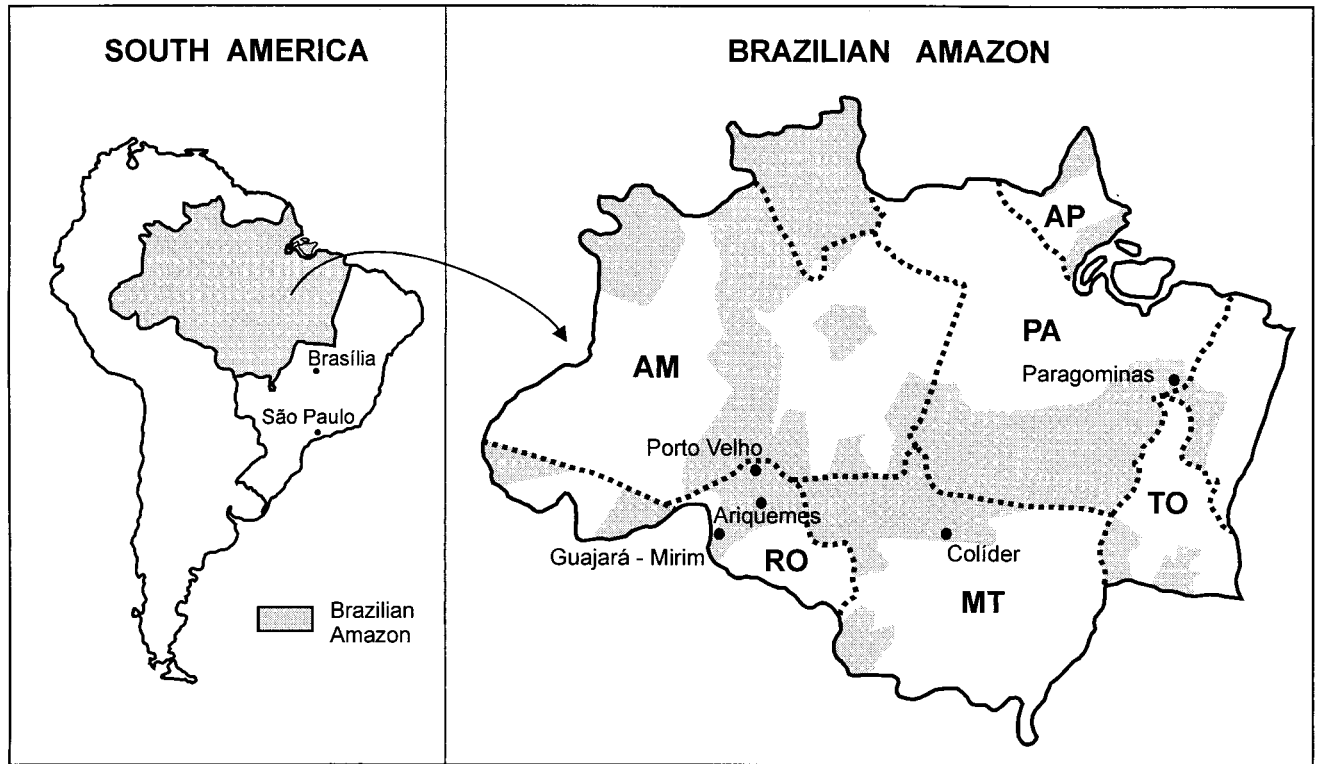 SOUTH AMERICA
Brasília
São Paulo
Brazilian
Amazon
BRAZILIAN AMAZON
AP
PA
AM
Paragominas
Porto Velho
TO
Ariquemes
Guajará - Mirim
RO
Colíder
MT